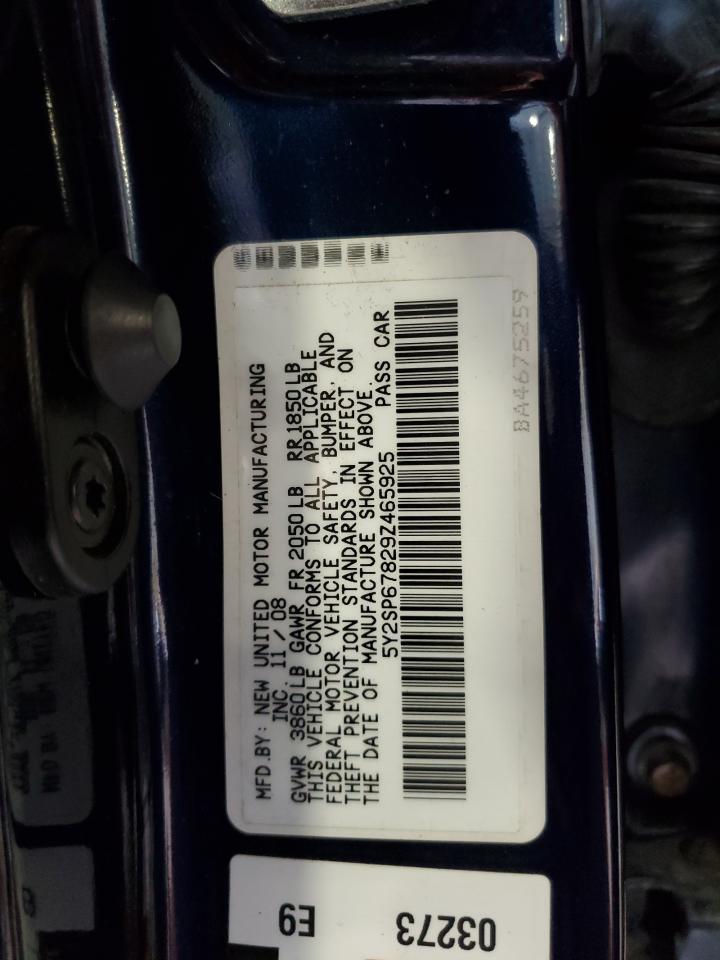 MFD.BY: NEW UNITED MOTOR MANUFACTURING
INC. 11/08
GVWR 3860LB GAWR FR 2050LB RR 1850LB
THIS VEHICLE CONFORMS TO ALL APPLICABLE
FEDERAL MOTOR VEHICLE SAFETY, BUMPER, AND
THEFT PREVENTION STANDARDS IN EFFECT ON
THE DATE OF MANUFACTURE SHOWN ABOVE.
5Y2SP67829Z465925 PASS CAR
BA4675259
E9
03273